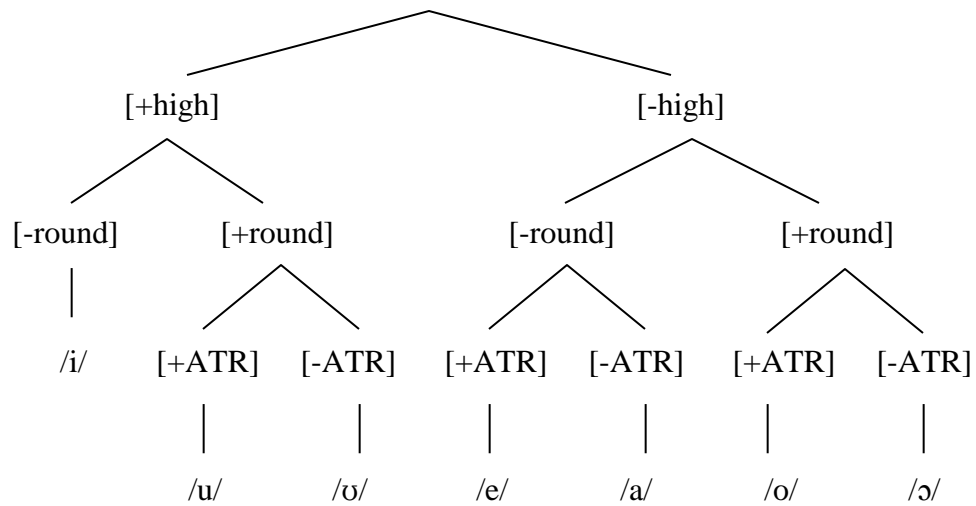 [+high] [-high]
[-round] [+round] [-round] [+round]
/i/ [+ATR] [-ATR] [+ATR] [-ATR] [+ATR] [-ATR]
/u/ /ʊ/ /e/ /a/ /o/ /ɔ/